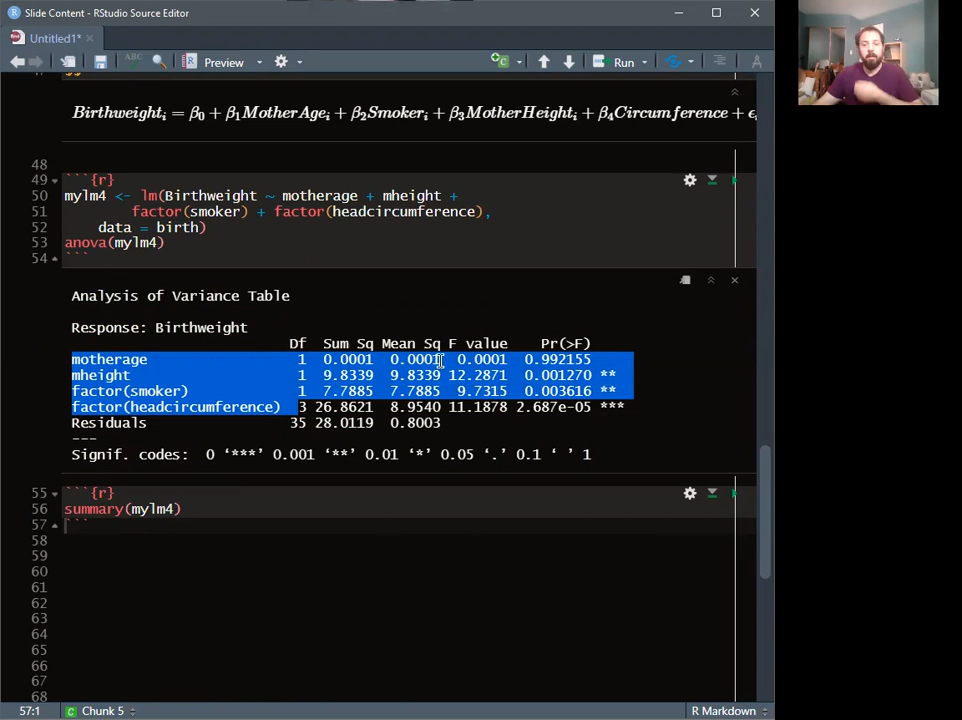 Slide Content - RStudio Source Editor
Untitled1*
ABC
Preview
Run
Birthweight_i = β_0 + β_1MotherAge_i + β_2Smoker_i + β_3MotherHeight_i + β_4Circumference + ϵ_i
48
49 ```{r}
50 mylm4 <- lm(Birthweight ~ motherage + mheight +
51 factor(smoker) + factor(headcircumference),
52 data = birth)
53 anova(mylm4)
54 ```
Analysis of Variance Table
Response: Birthweight
Df Sum Sq Mean Sq F value Pr(>F)
motherage 1 0.0001 0.0001 0.0001 0.992155
mheight 1 9.8339 9.8339 12.2871 0.001270 **
factor(smoker) 1 7.7885 7.7885 9.7315 0.003616 **
factor(headcircumference) 3 26.8621 8.9540 11.1878 2.687e-05 ***
Residuals 35 28.0119 0.8003
---
Signif. codes: 0 ‘***’ 0.001 ‘**’ 0.01 ‘*’ 0.05 ‘.’ 0.1 ‘ ’ 1
55 ```{r}
56 summary(mylm4)
57 ```
58
59
60
61
62
63
64
65
66
67
68
57:1 Chunk 5 R Markdown